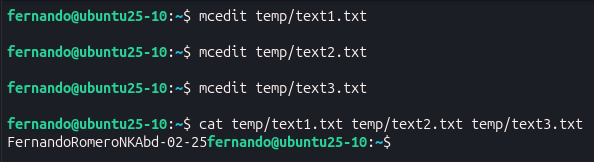 fernando@ubuntu25-10:~$ mcedit temp/text1.txt
fernando@ubuntu25-10:~$ mcedit temp/text2.txt
fernando@ubuntu25-10:~$ mcedit temp/text3.txt
fernando@ubuntu25-10:~$ cat temp/text1.txt temp/text2.txt temp/text3.txt
FernandoRomeroNKAbd-02-25fernando@ubuntu25-10:~$